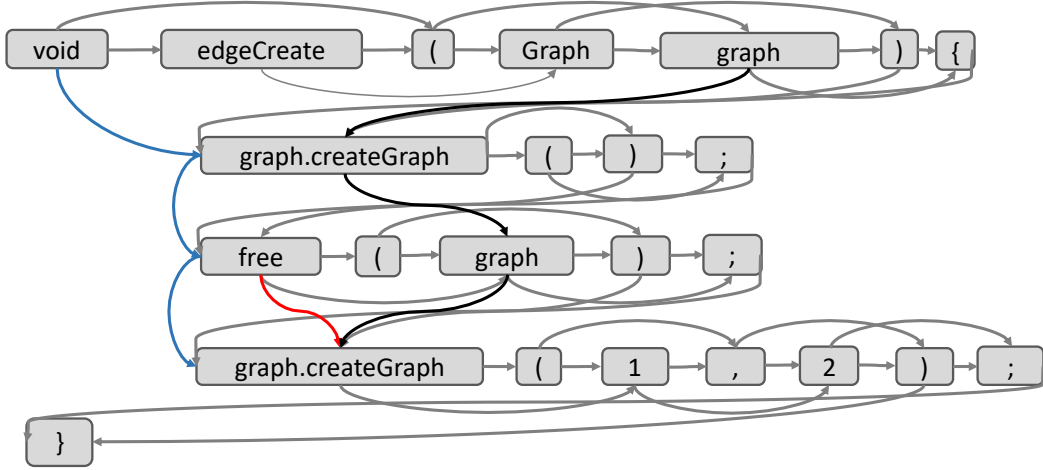 void edgeCreate ( Graph graph ) {
graph.createGraph ( ) ;
free ( graph ) ;
graph.createGraph ( 1 , 2 ) ;
}